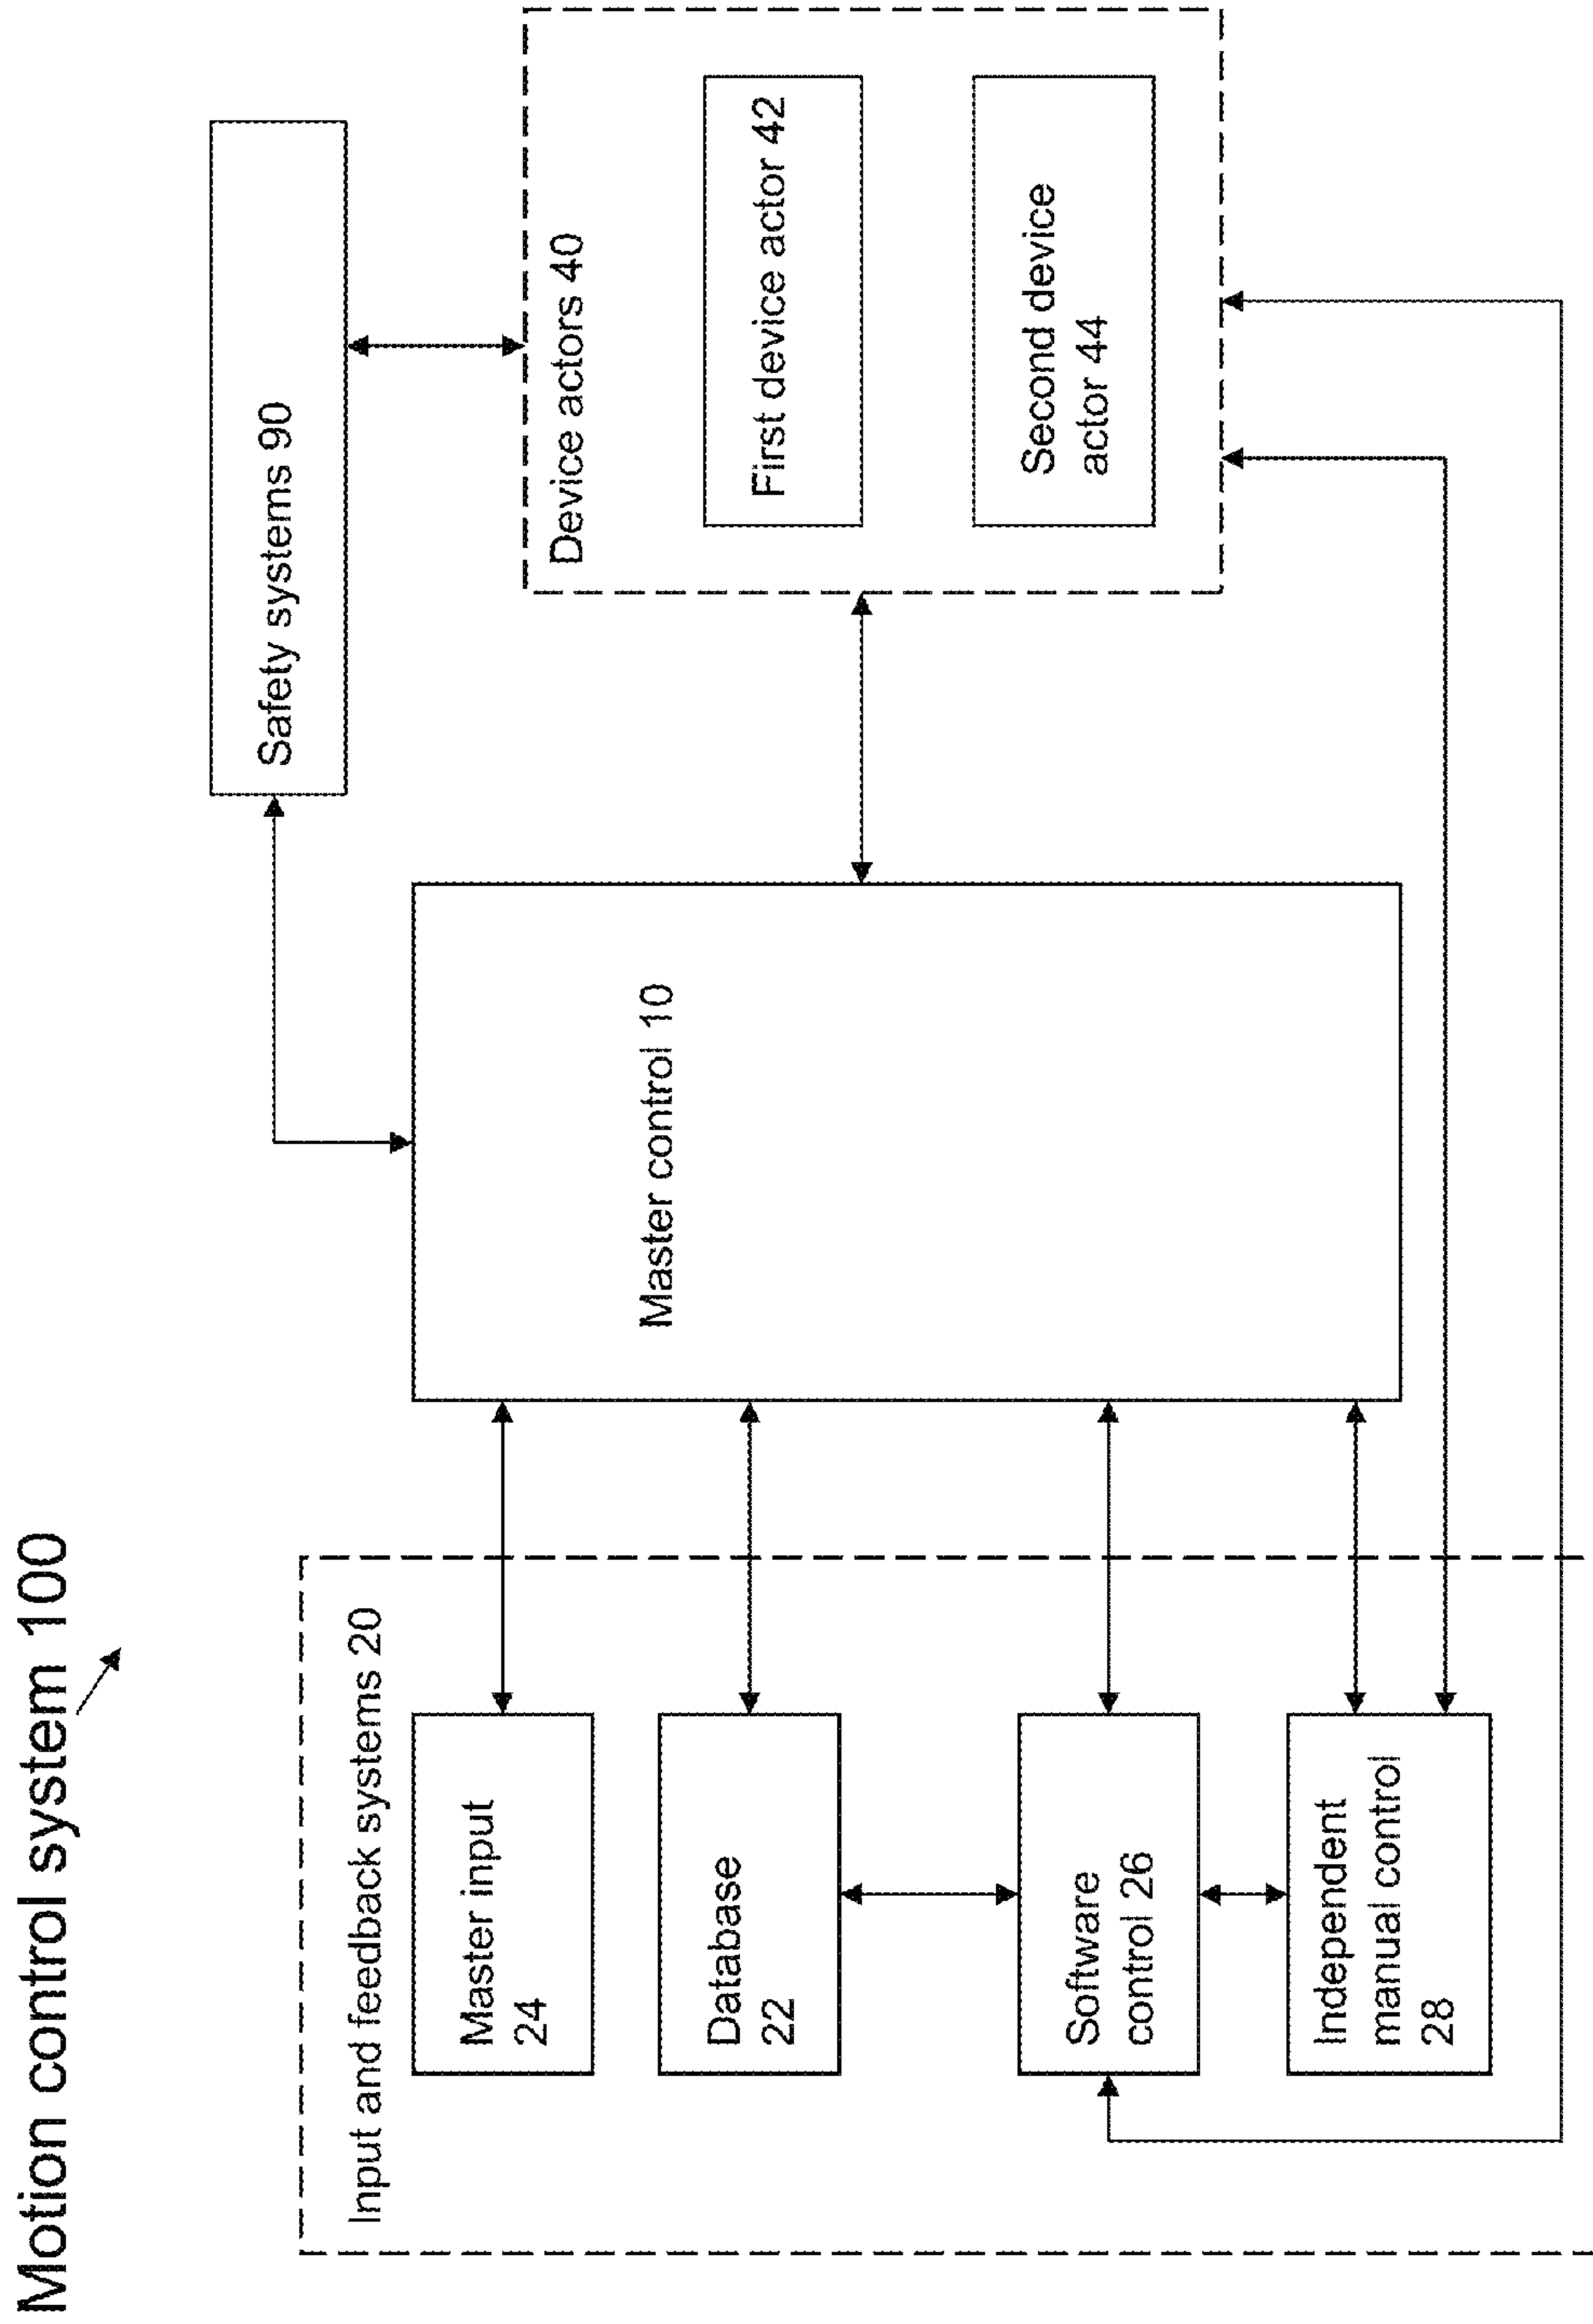 Motion control system 100
Input and feedback systems 20
Master input
24
Database
22
Software
control 26
Independent
manual control
28
Master control 10
Safety systems 90
Device actors 40
First device actor 42
Second device
actor 44